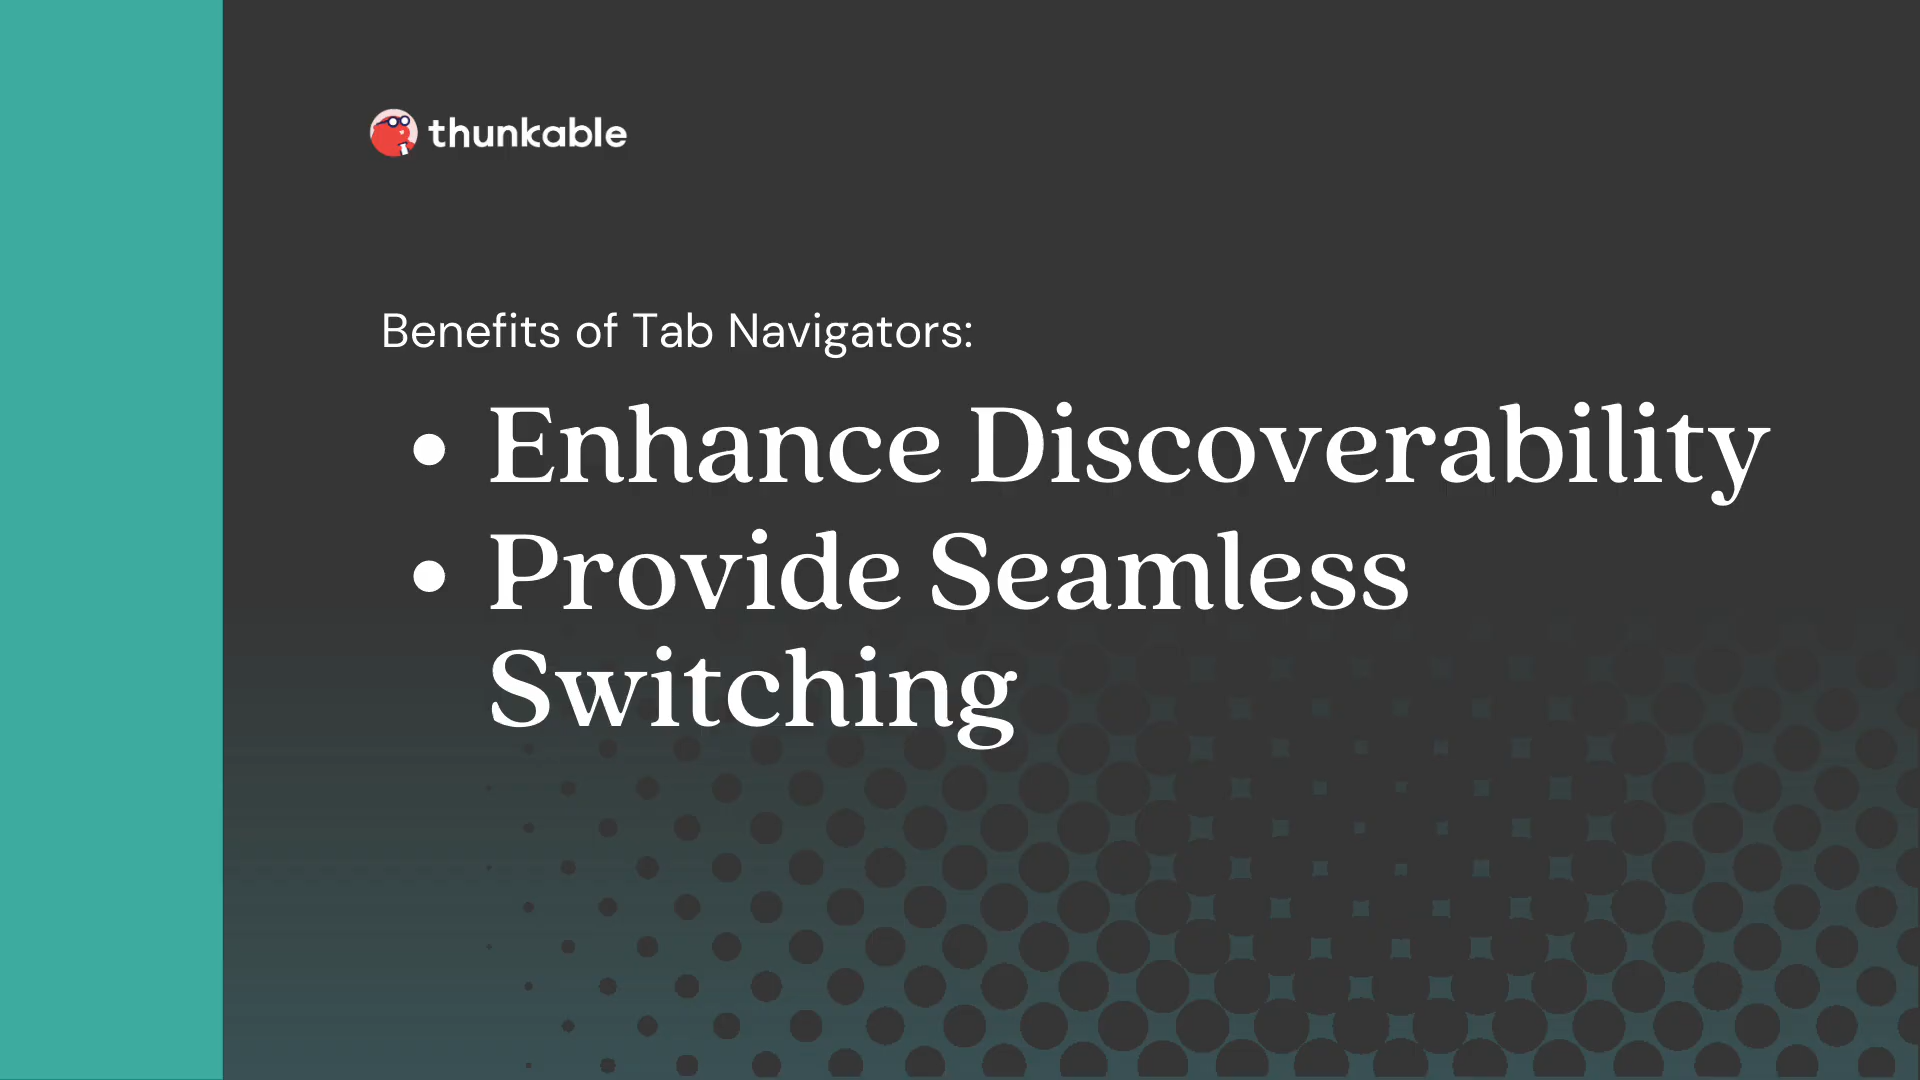 thunkable
Benefits of Tab Navigators:
• Enhance Discoverability
• Provide Seamless
Switching